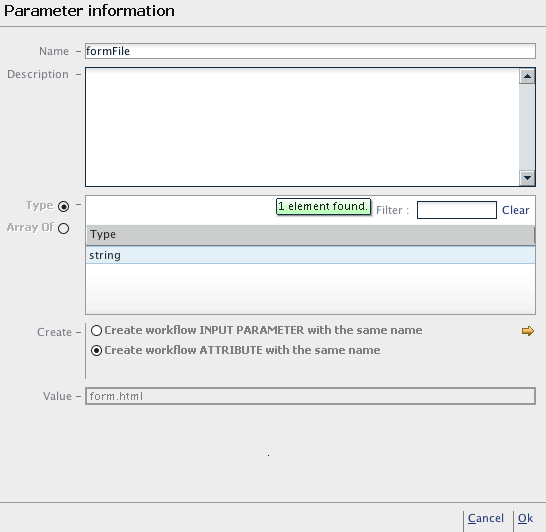 Parameter information
Name
formFile
Description
Type
1 element found.
Filter :
Clear
Array Of
Type
string
Create
Create workflow INPUT PARAMETER with the same name
Create workflow ATTRIBUTE with the same name
Value
form.html
Cancel
Ok